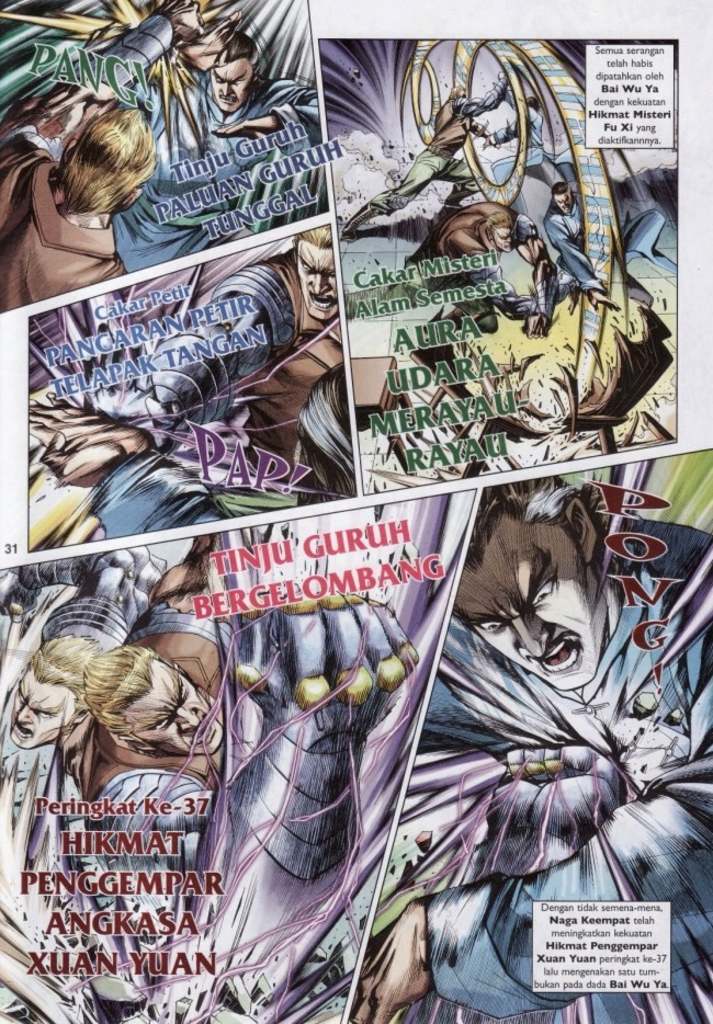 PANG!
Tinju Guruh
PALUAN GURUH
TUNGGAL
Semua serangan
telah habis
dipatahkan oleh
Bai Wu Ya
dengan kekuatan
Hikmat Misteri
Fu Xi yang
diaktifkannnya.
Cakar Misteri
Alam Semesta
AURA
UDARA
MERAYAU-
RAYAU
Cakar Petir
PANCARAN PETIR
TELAPAK TANGAN
PAP!
31
TINJU GURUH
BERGELOMBANG
Peringkat Ke-37
HIKMAT
PENGGEMPAR
ANGKASA
XUAN YUAN
PONG!
Dengan tidak semena-mena,
Naga Keempat telah
meningkatkan kekuatan
Hikmat Penggempar
Xuan Yuan peringkat ke-37
lalu mengenakan satu tum-
bukan pada dada Bai Wu Ya.